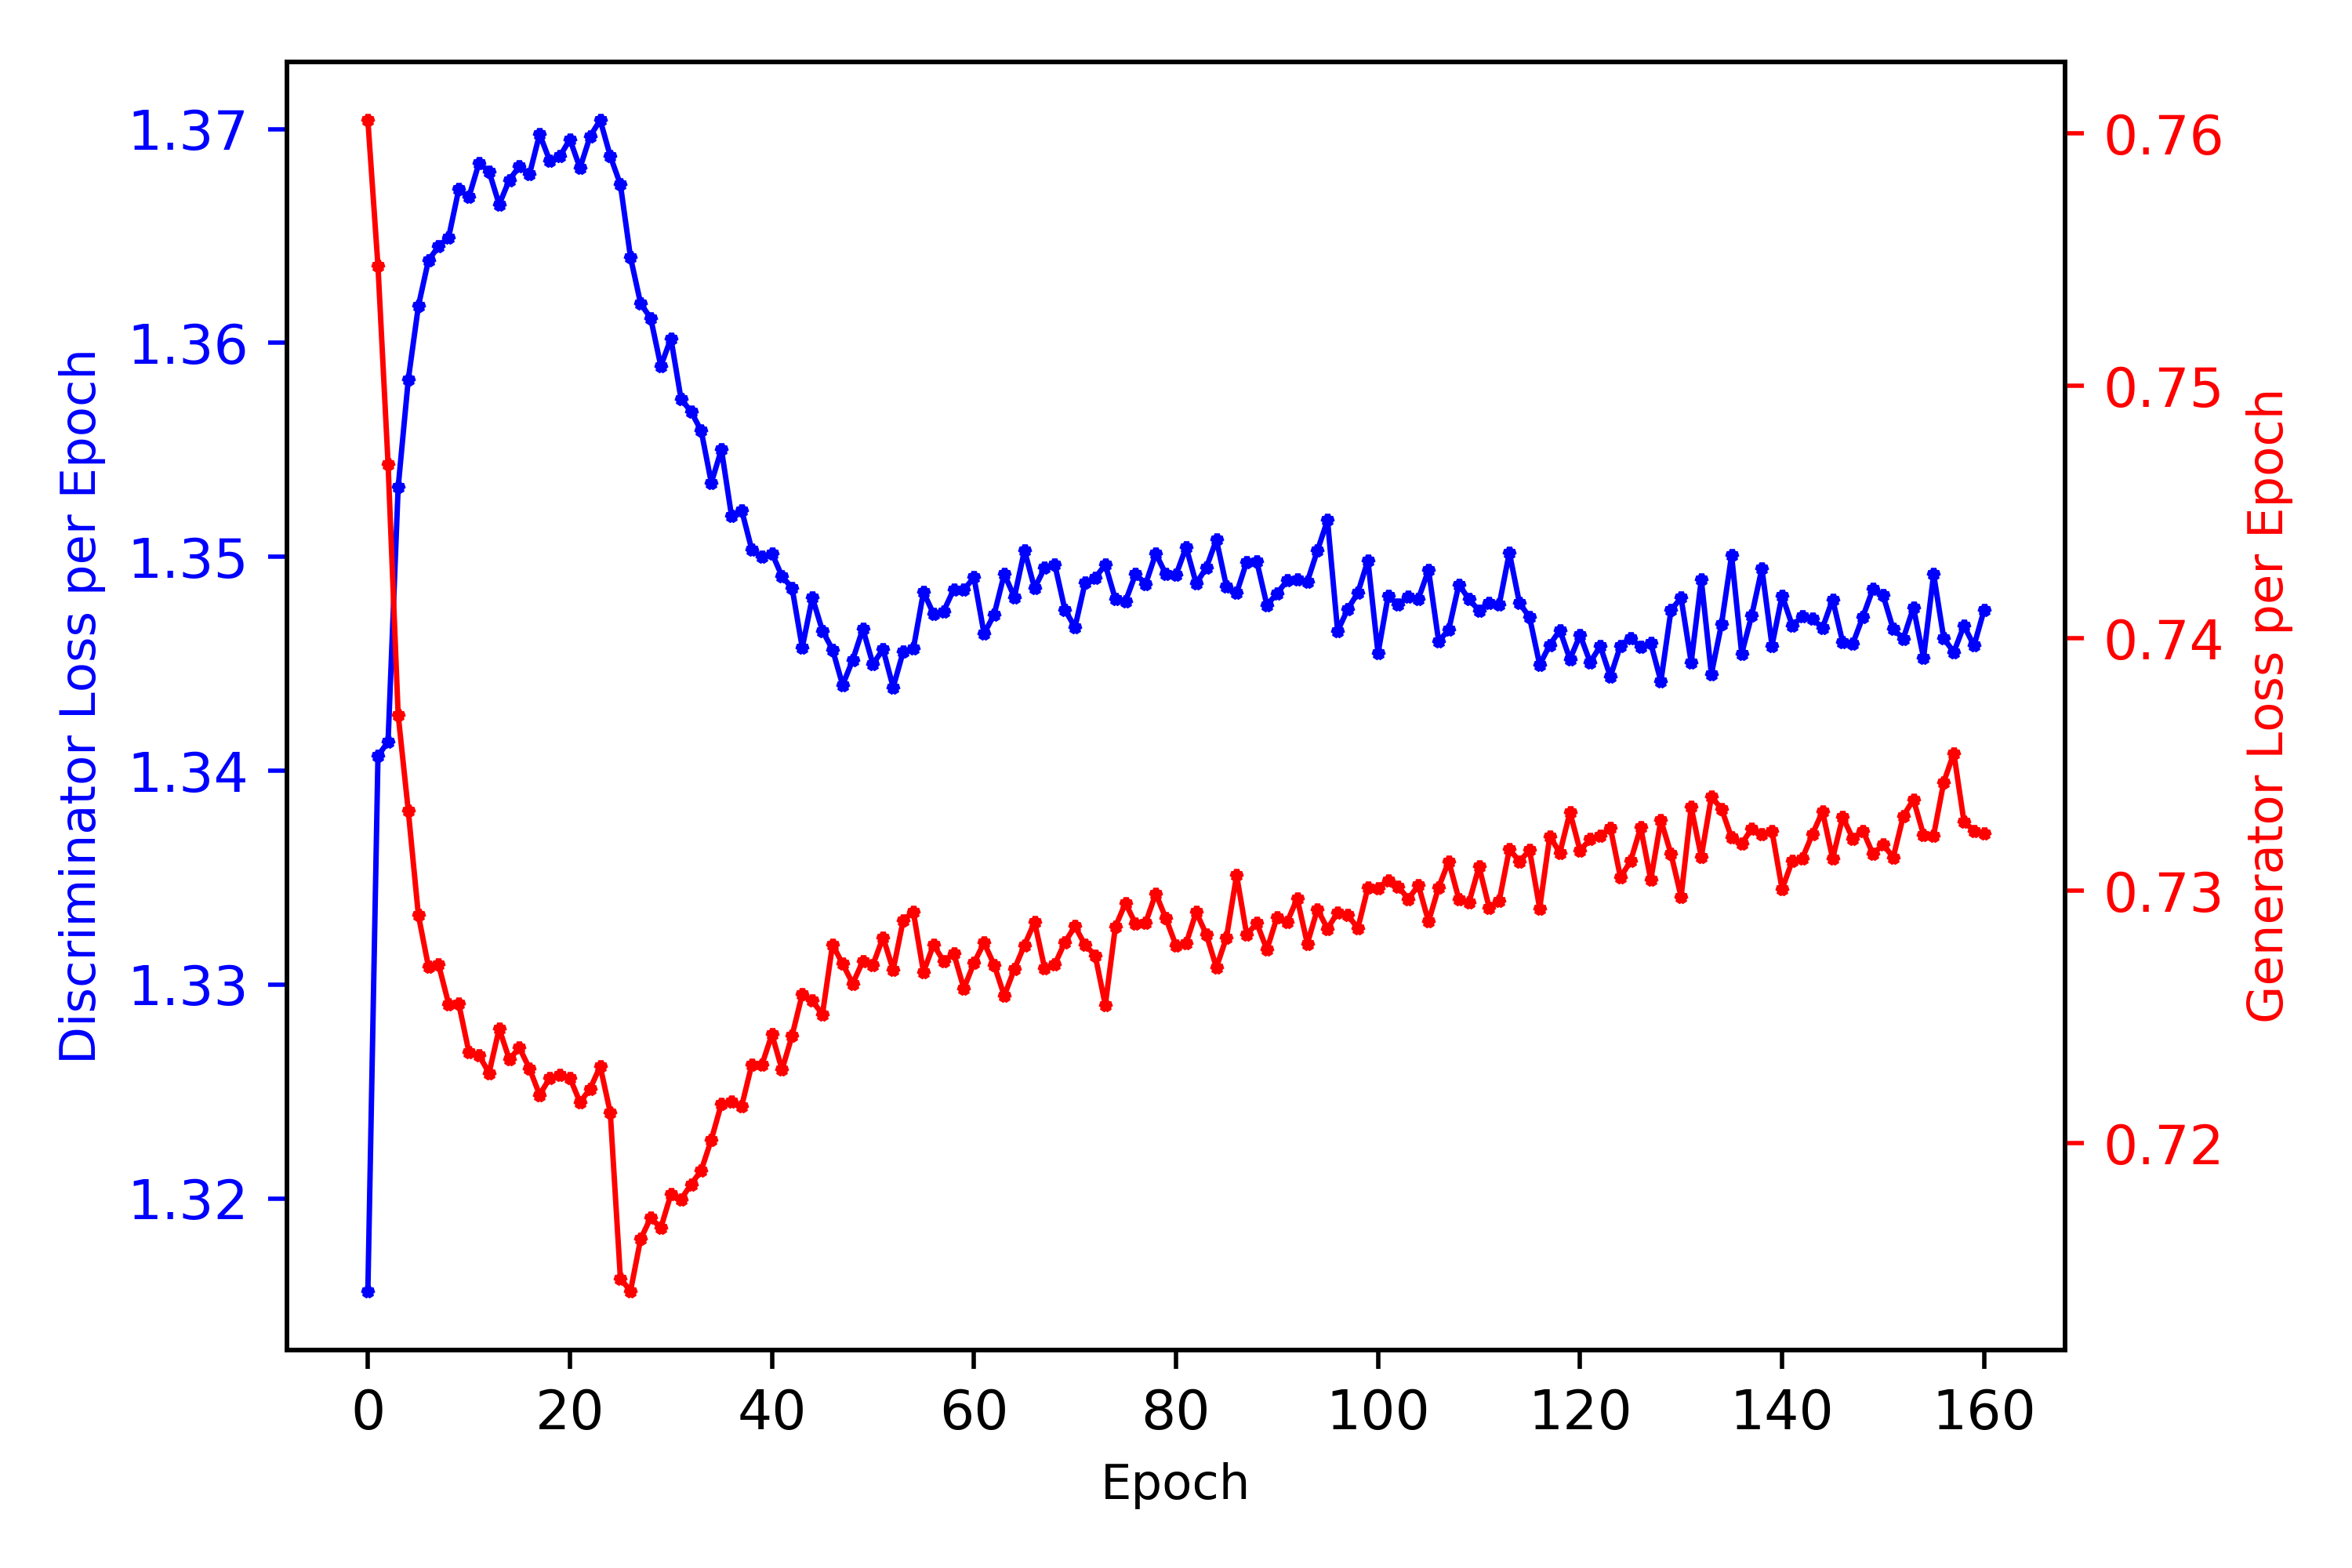 Discriminator Loss per Epoch
1.37
1.36
1.35
1.34
1.33
1.32
0.76
0.75
0.74
0.73
0.72
Generator Loss per Epoch
0 20 40 60 80 100 120 140 160
Epoch